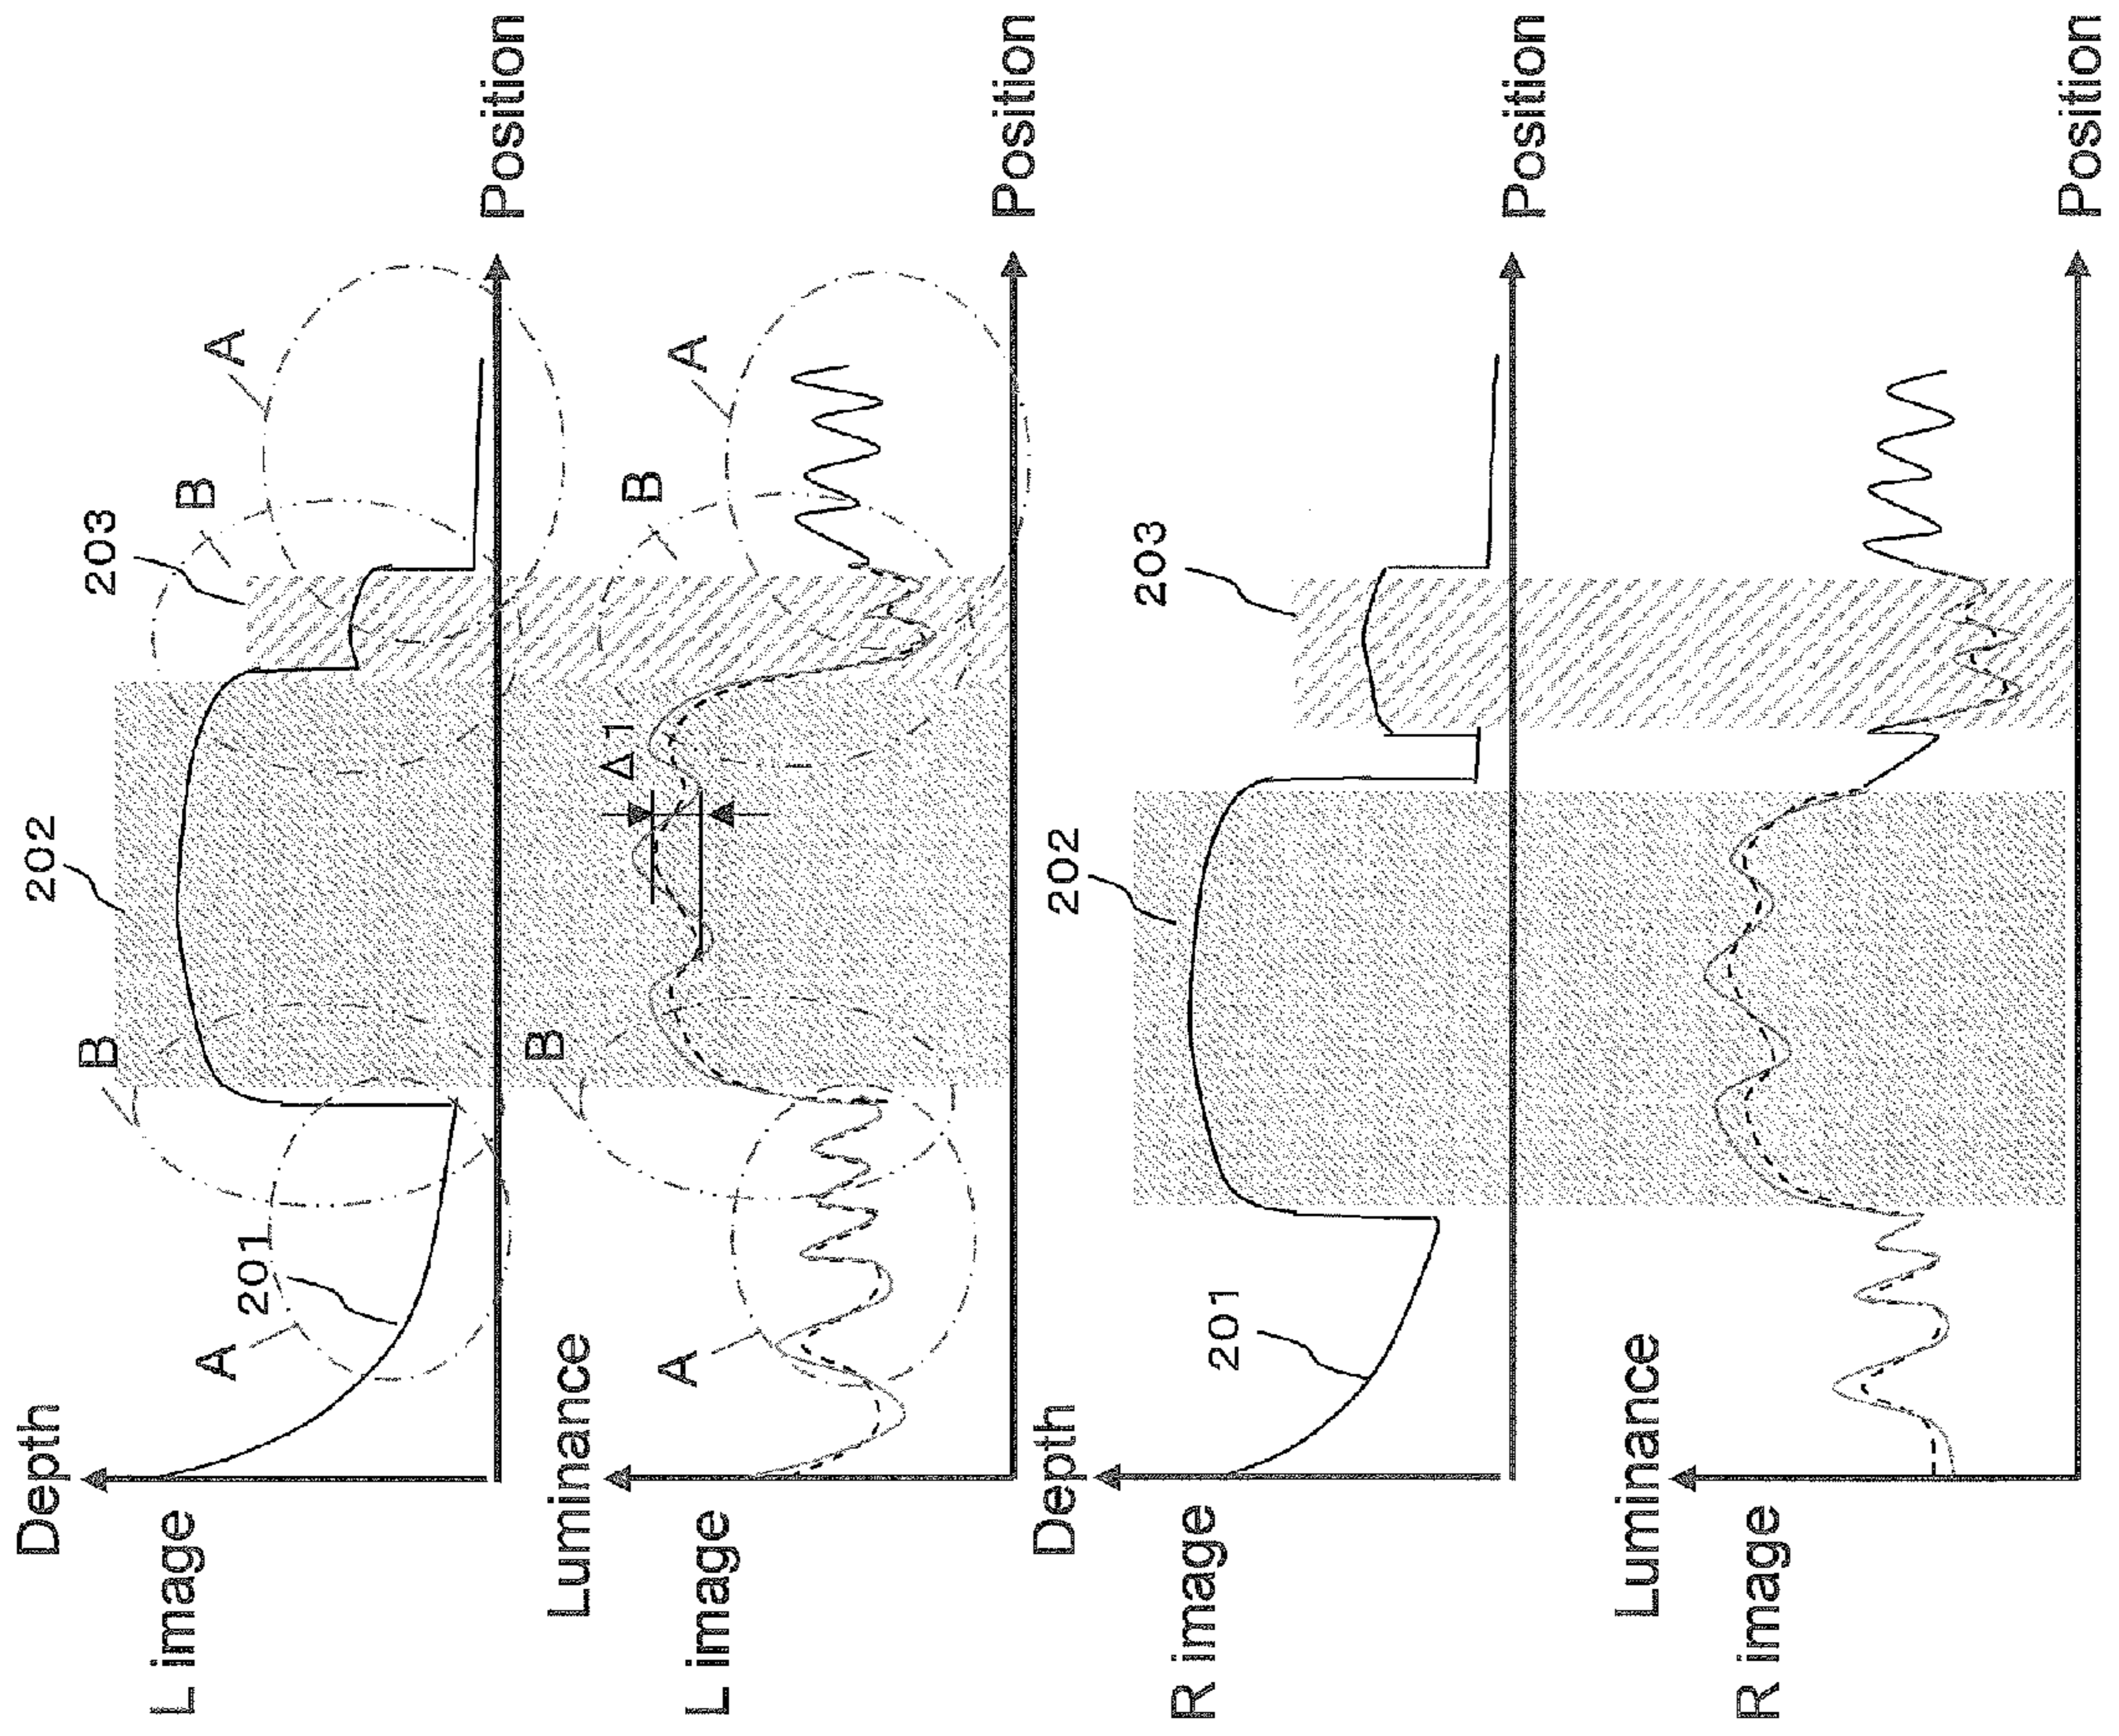 Depth
L image
A
201
B
202
203
B
A
Position
Luminance
L image
A
B
Δ1
B
A
Position
Depth
R image
201
202
203
Position
Luminance
R image
Position